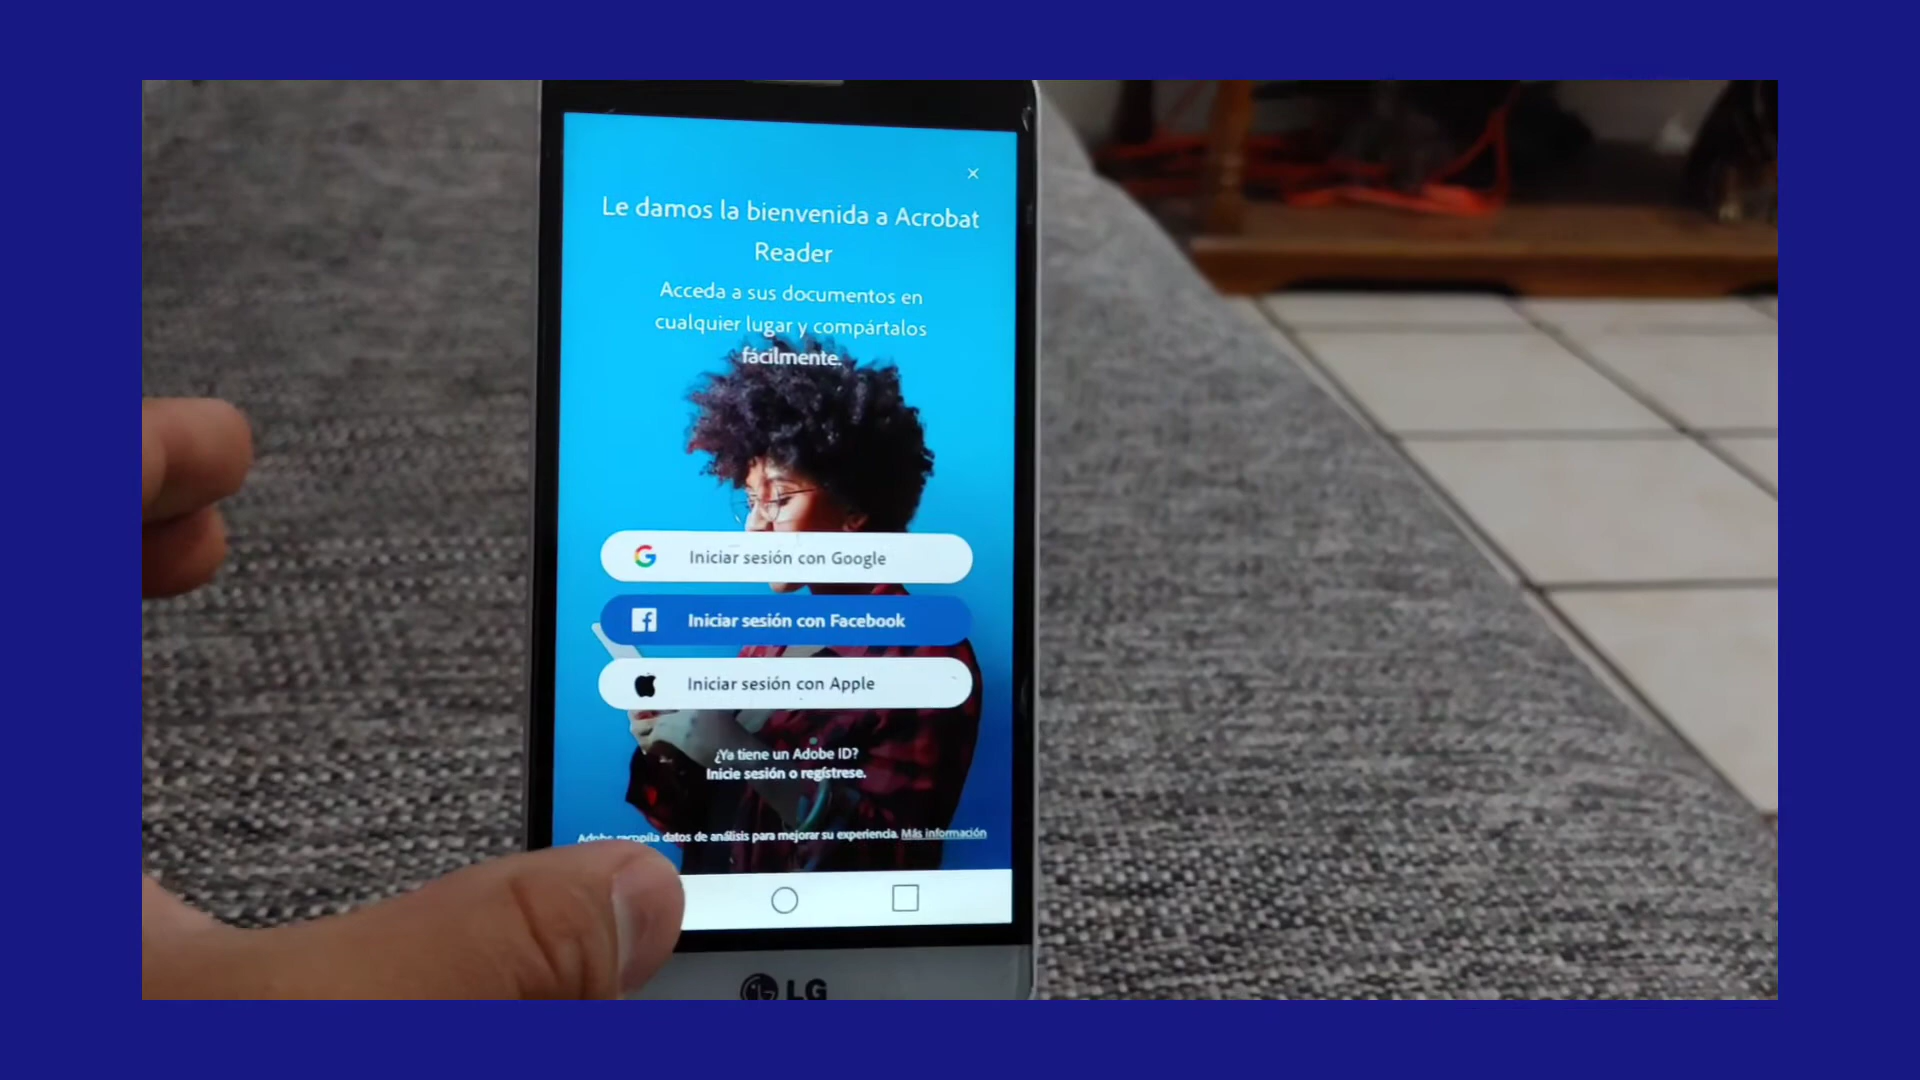 ×
Le damos la bienvenida a Acrobat
Reader
Acceda a sus documentos en
cualquier lugar y compártalos
fácilmente.
Iniciar sesión con Google
Iniciar sesión con Facebook
Iniciar sesión con Apple
¿Ya tiene un Adobe ID?
Inicie sesión o regístrese.
Adobe recopila datos de análisis para mejorar su experiencia. Más información
LG